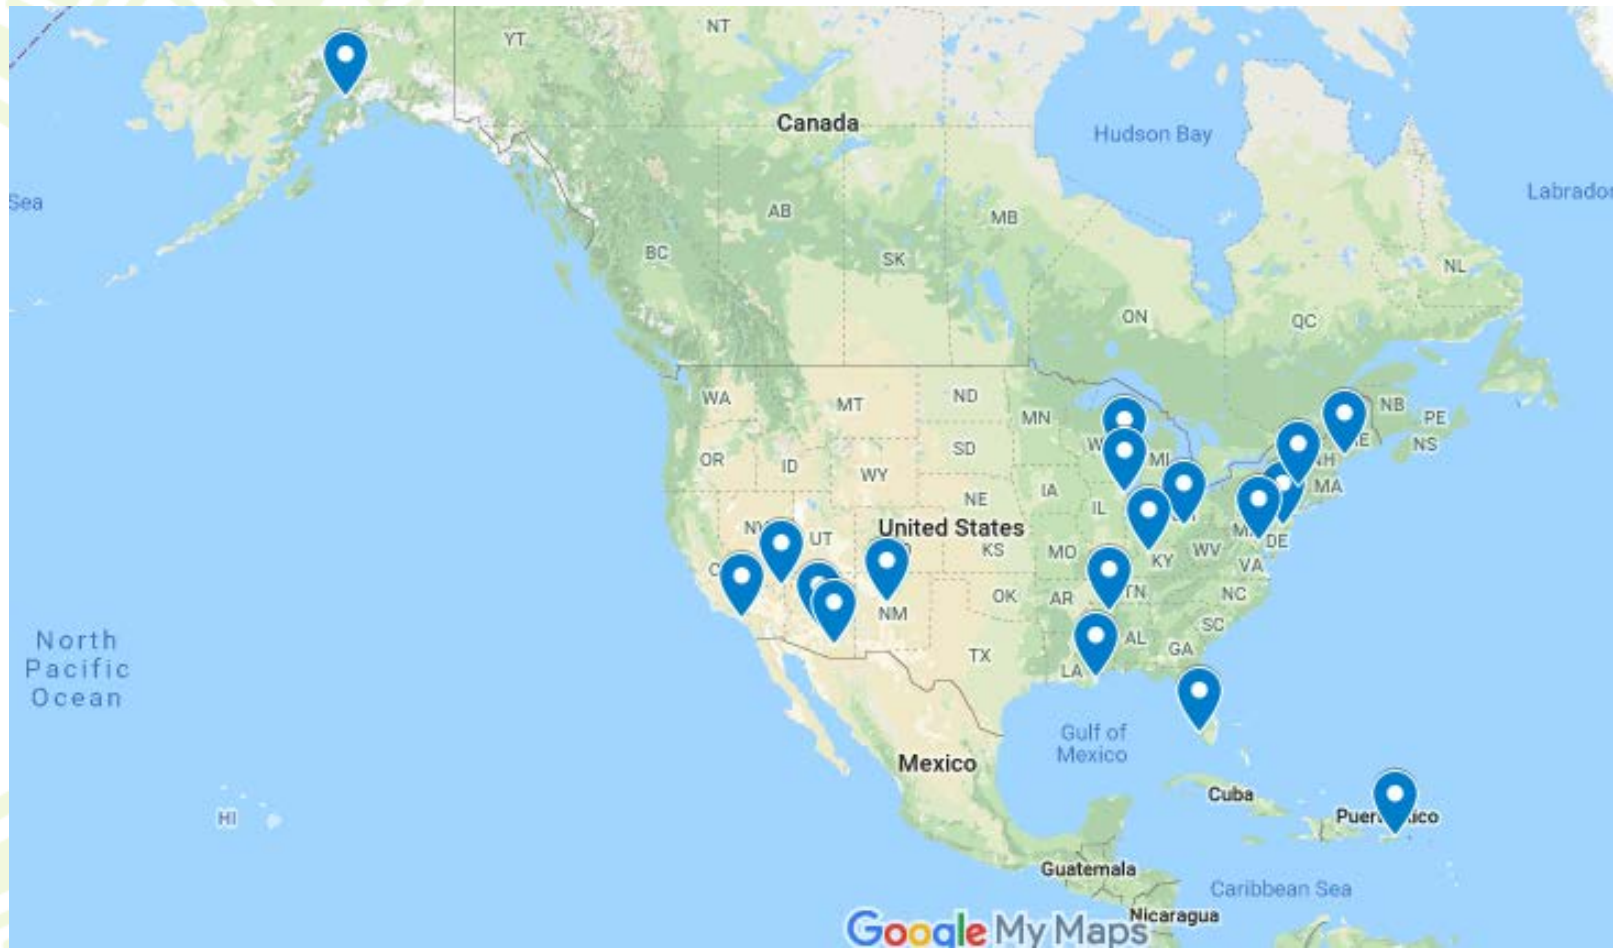 YT
NT
Canada
Hudson Bay
Sea
Labrador
AB
MB
BC
SK
NL
ON
QC
WA
MT
ND
MN
NB
PE
NS
OR
ID
SD
MI
WY
IA
MA
NE
IL
United States
UT
KS
MO
KY
WV
DE
VA
OK
AR
TN
NC
NM
SC
AL
GA
TX
LA
North
Pacific
Ocean
Gulf of
Mexico
Mexico
HI
Cuba
Guatemala
Caribbean Sea
Nicaragua
Google My Maps